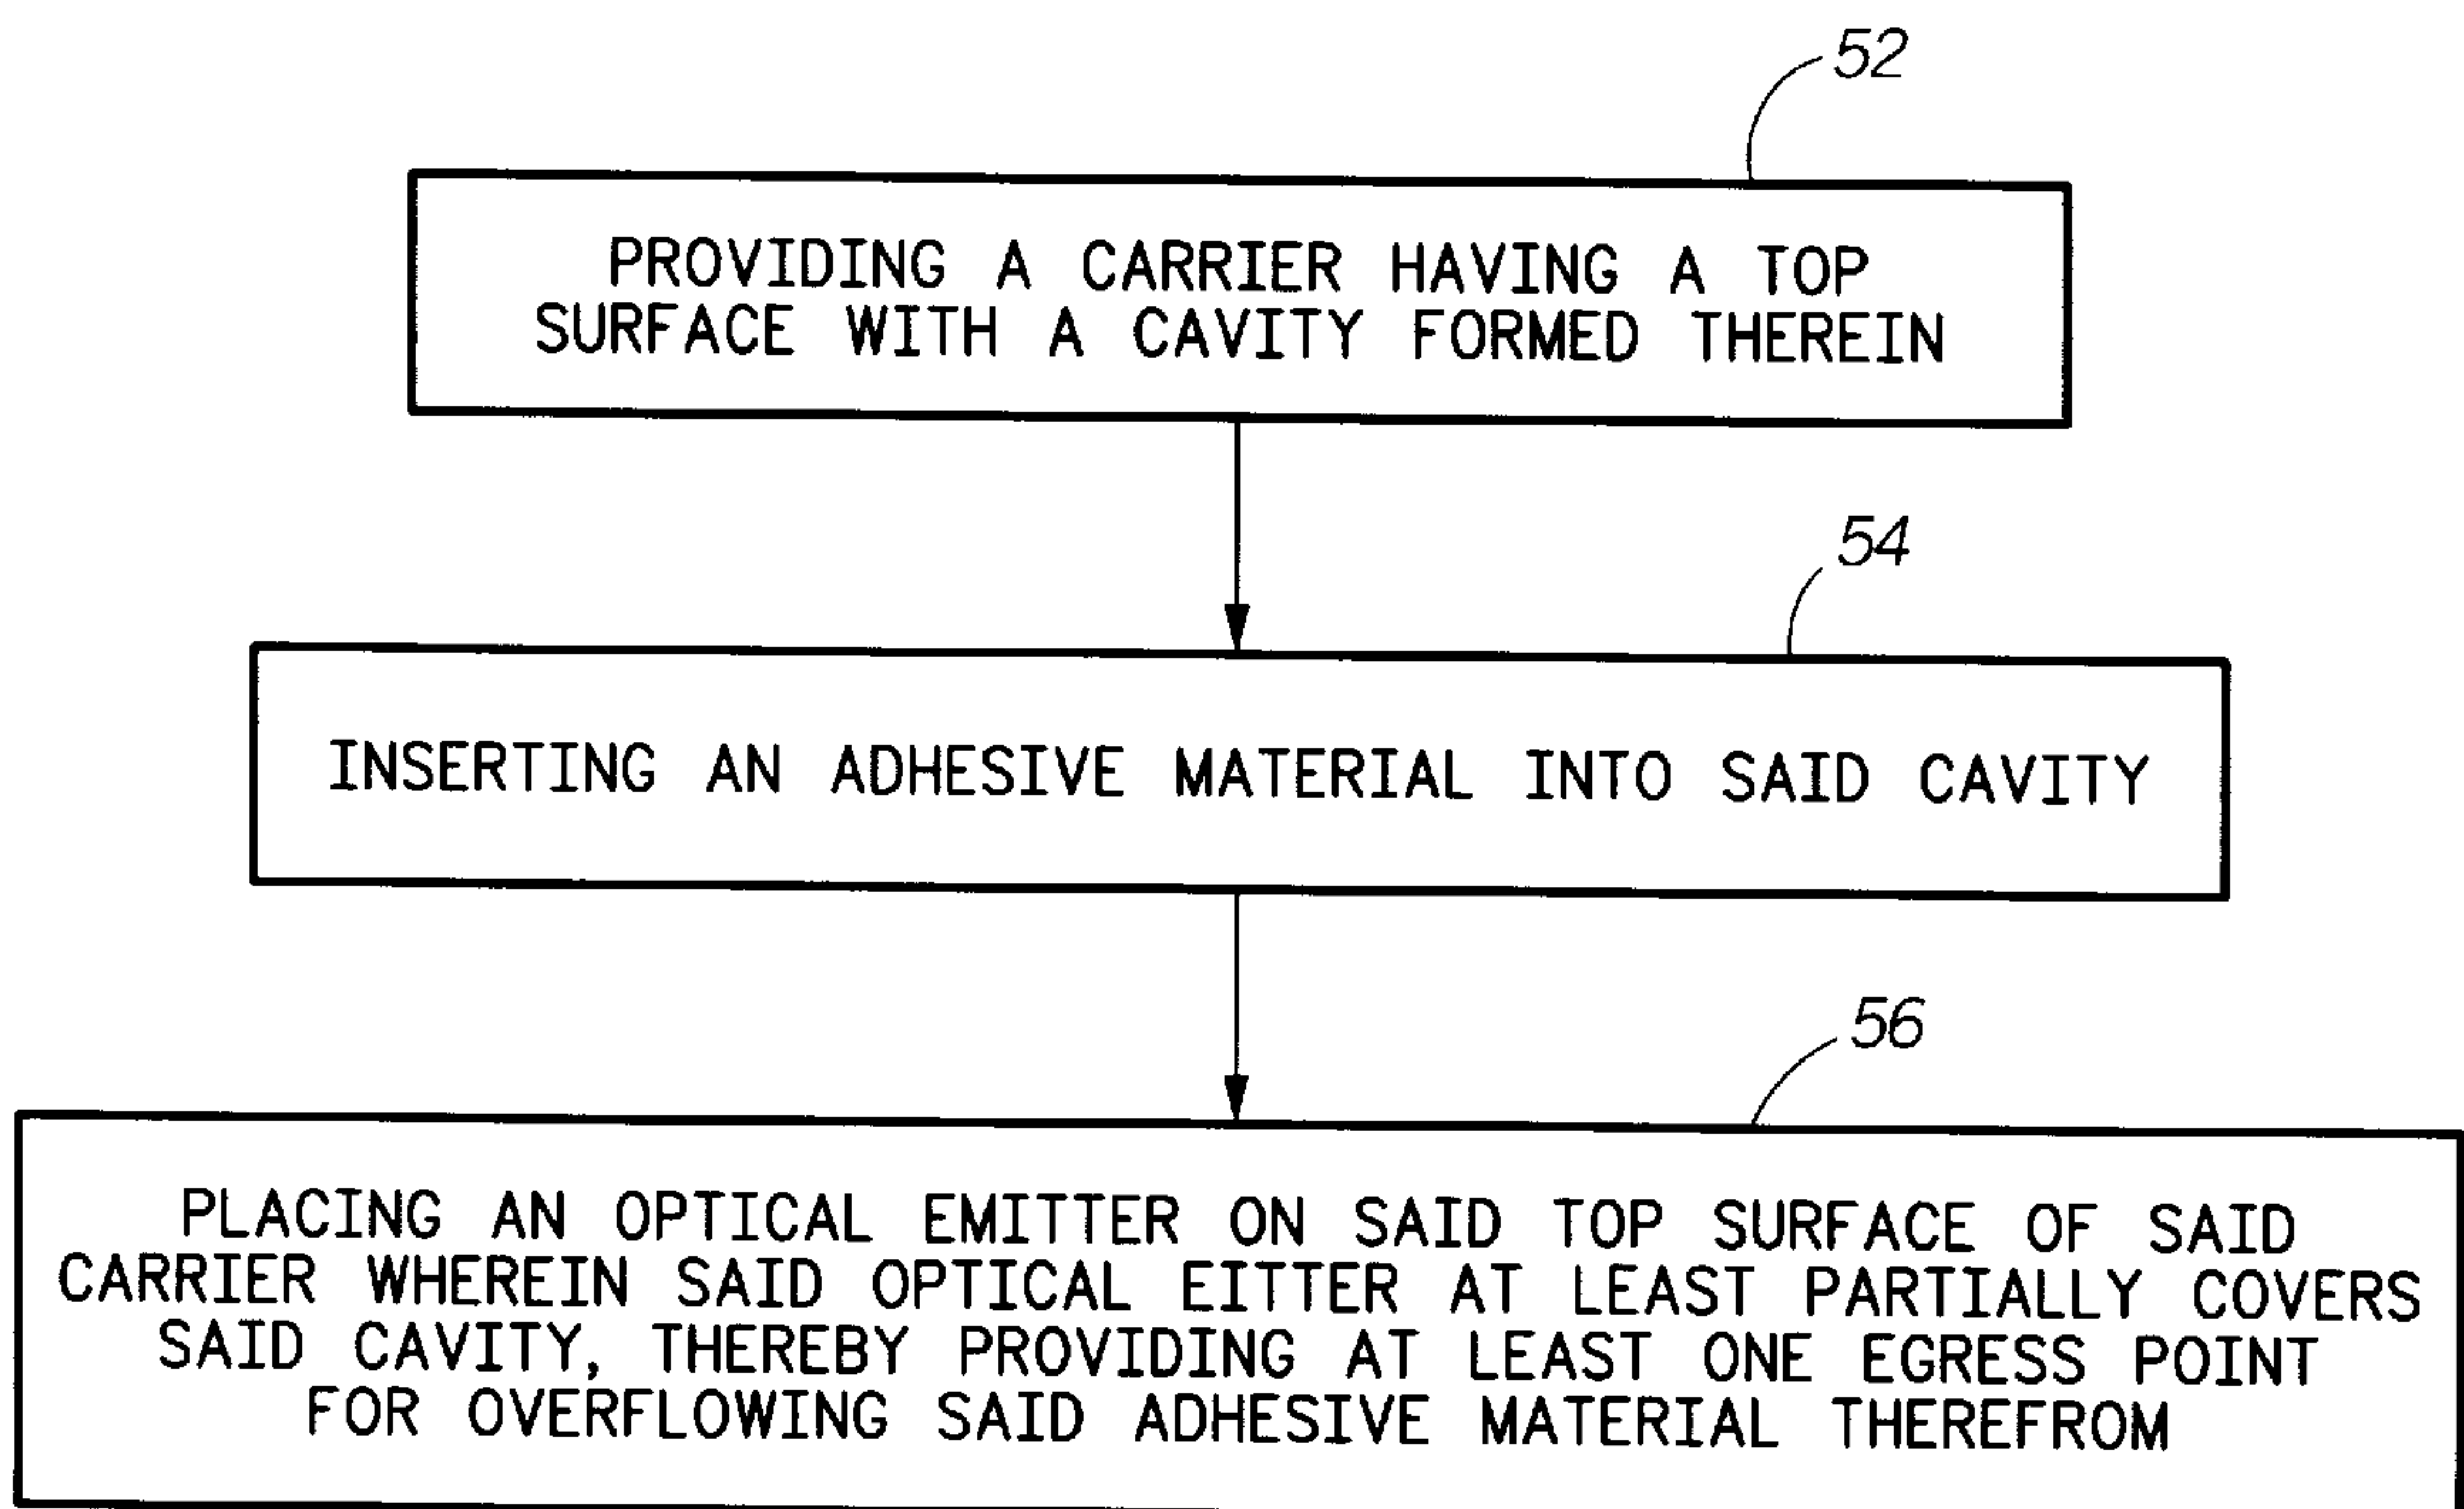 52
PROVIDING A CARRIER HAVING A TOP
SURFACE WITH A CAVITY FORMED THEREIN
54
INSERTING AN ADHESIVE MATERIAL INTO SAID CAVITY
56
PLACING AN OPTICAL EMITTER ON SAID TOP SURFACE OF SAID
CARRIER WHEREIN SAID OPTICAL EITTER AT LEAST PARTIALLY COVERS
SAID CAVITY, THEREBY PROVIDING AT LEAST ONE EGRESS POINT
FOR OVERFLOWING SAID ADHESIVE MATERIAL THEREFROM